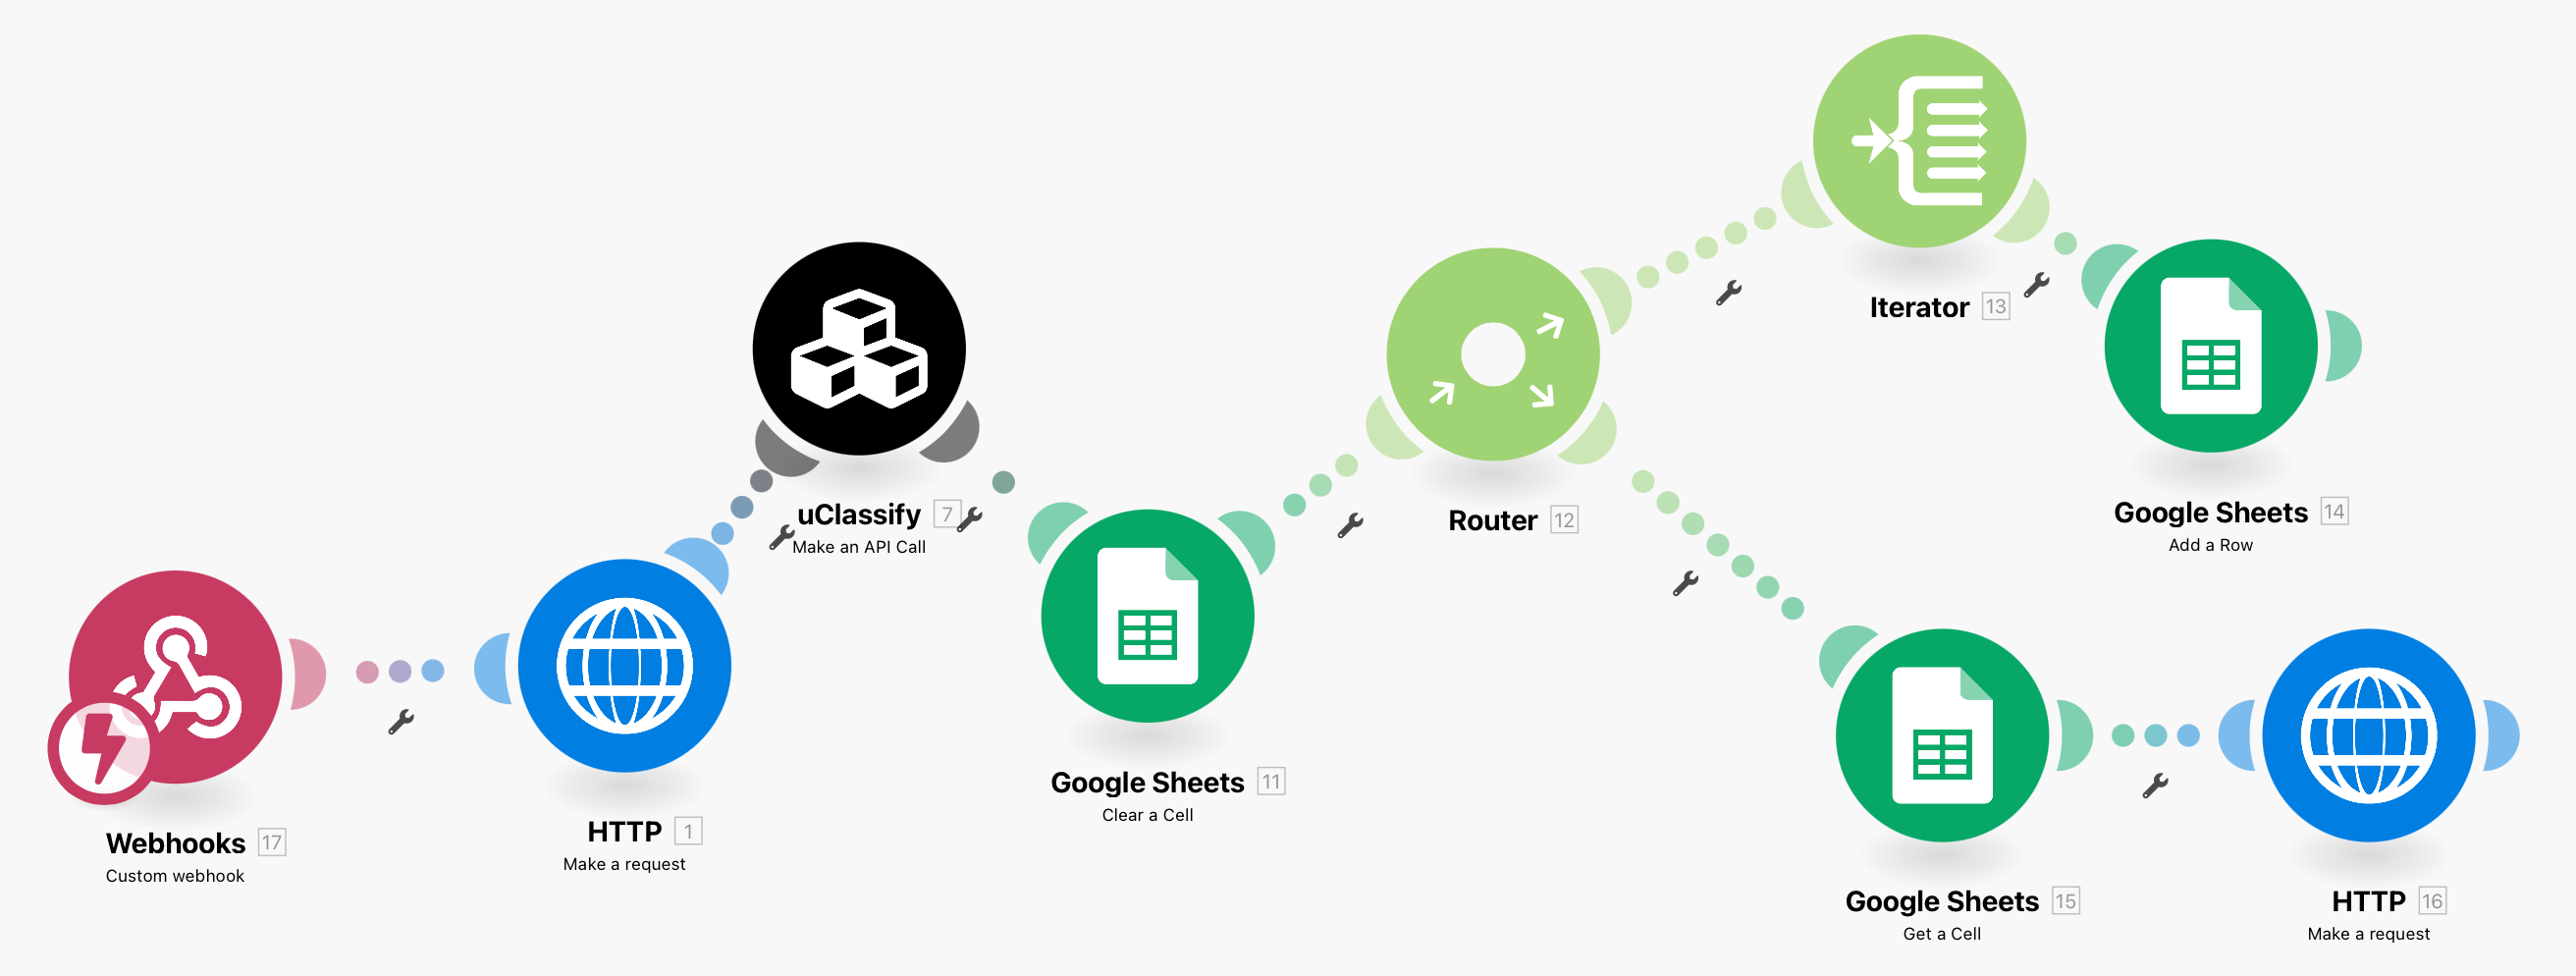 Webhooks 17
Custom webhook
HTTP 1
Make a request
uClassify 7
Make an API Call
Google Sheets 11
Clear a Cell
Router 12
Iterator 13
Google Sheets 14
Add a Row
Google Sheets 15
Get a Cell
HTTP 16
Make a request